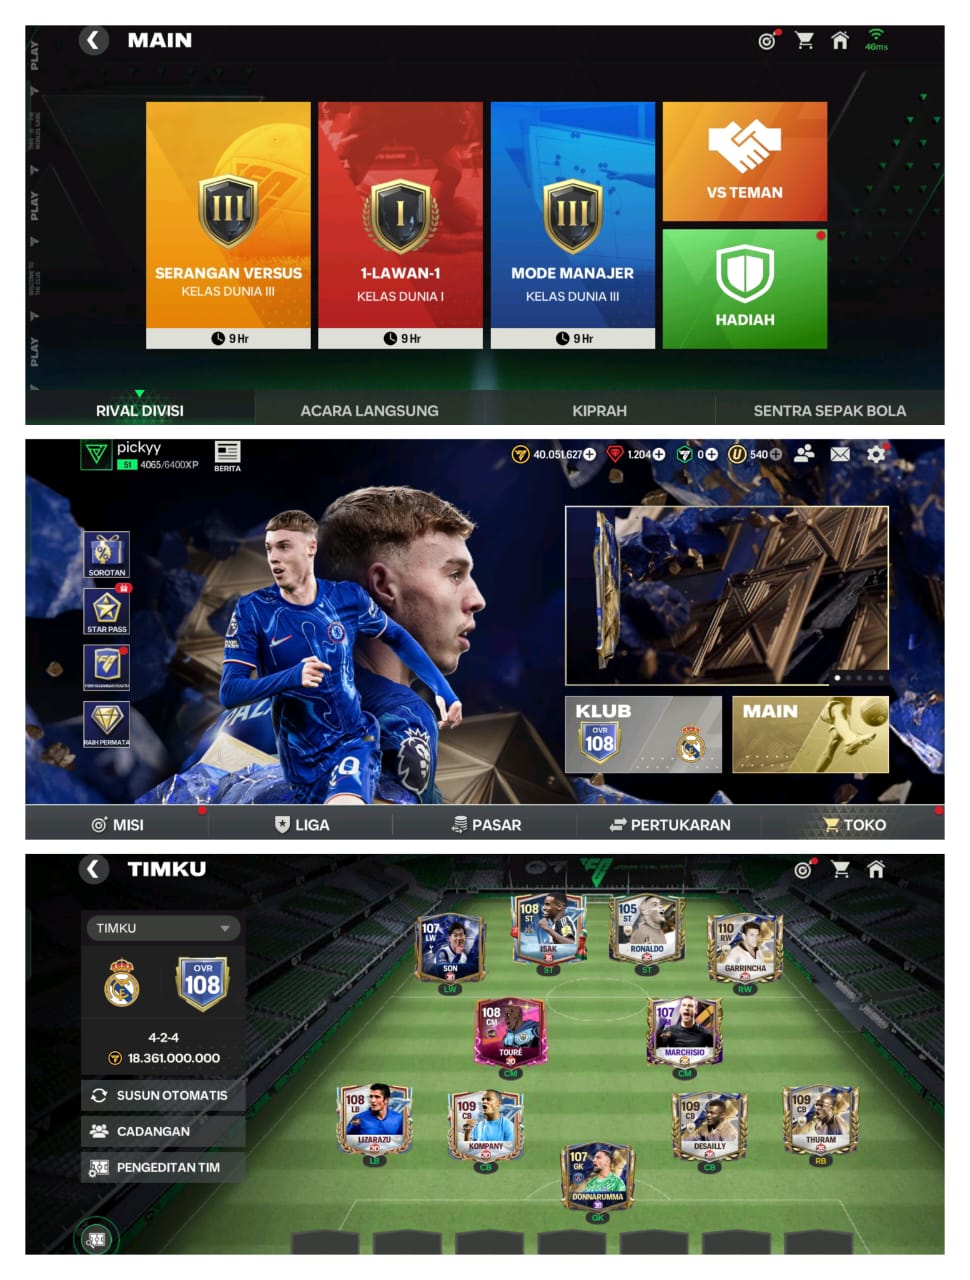 MAIN
46ms
PLAY
PLAY
PLAY
PLAY
III
SERANGAN VERSUS
KELAS DUNIA III
9 Hr
I
1-LAWAN-1
KELAS DUNIA I
9 Hr
III
MODE MANAJER
KELAS DUNIA III
9 Hr
VS TEMAN
HADIAH
RIVAL DIVISI
ACARA LANGSUNG
KIPRAH
SENTRA SEPAK BOLA
pickyy
51 4065/6400XP
BERITA
40.051.627
1.204
0
540
SOROTAN
STAR PASS
RAIH PERMATA
KLUB
OVR
108
MAIN
MISI
LIGA
PASAR
PERTUKARAN
TOKO
TIMKU
TIMKU
OVR
108
4-2-4
18.361.000.000
SUSUN OTOMATIS
CADANGAN
PENGEDITAN TIM
107
LW
SON
LW
108
ST
ISAK
ST
105
ST
RONALDO
ST
110
RW
GARRINCHA
RW
108
CM
TOURÉ
CM
107
MARCHISIO
CM
108
LB
LIZARAZU
LB
109
CB
KOMPANY
CB
109
CB
DESAILLY
CB
109
CB
THURAM
RB
107
GK
DONNARUMMA
GK